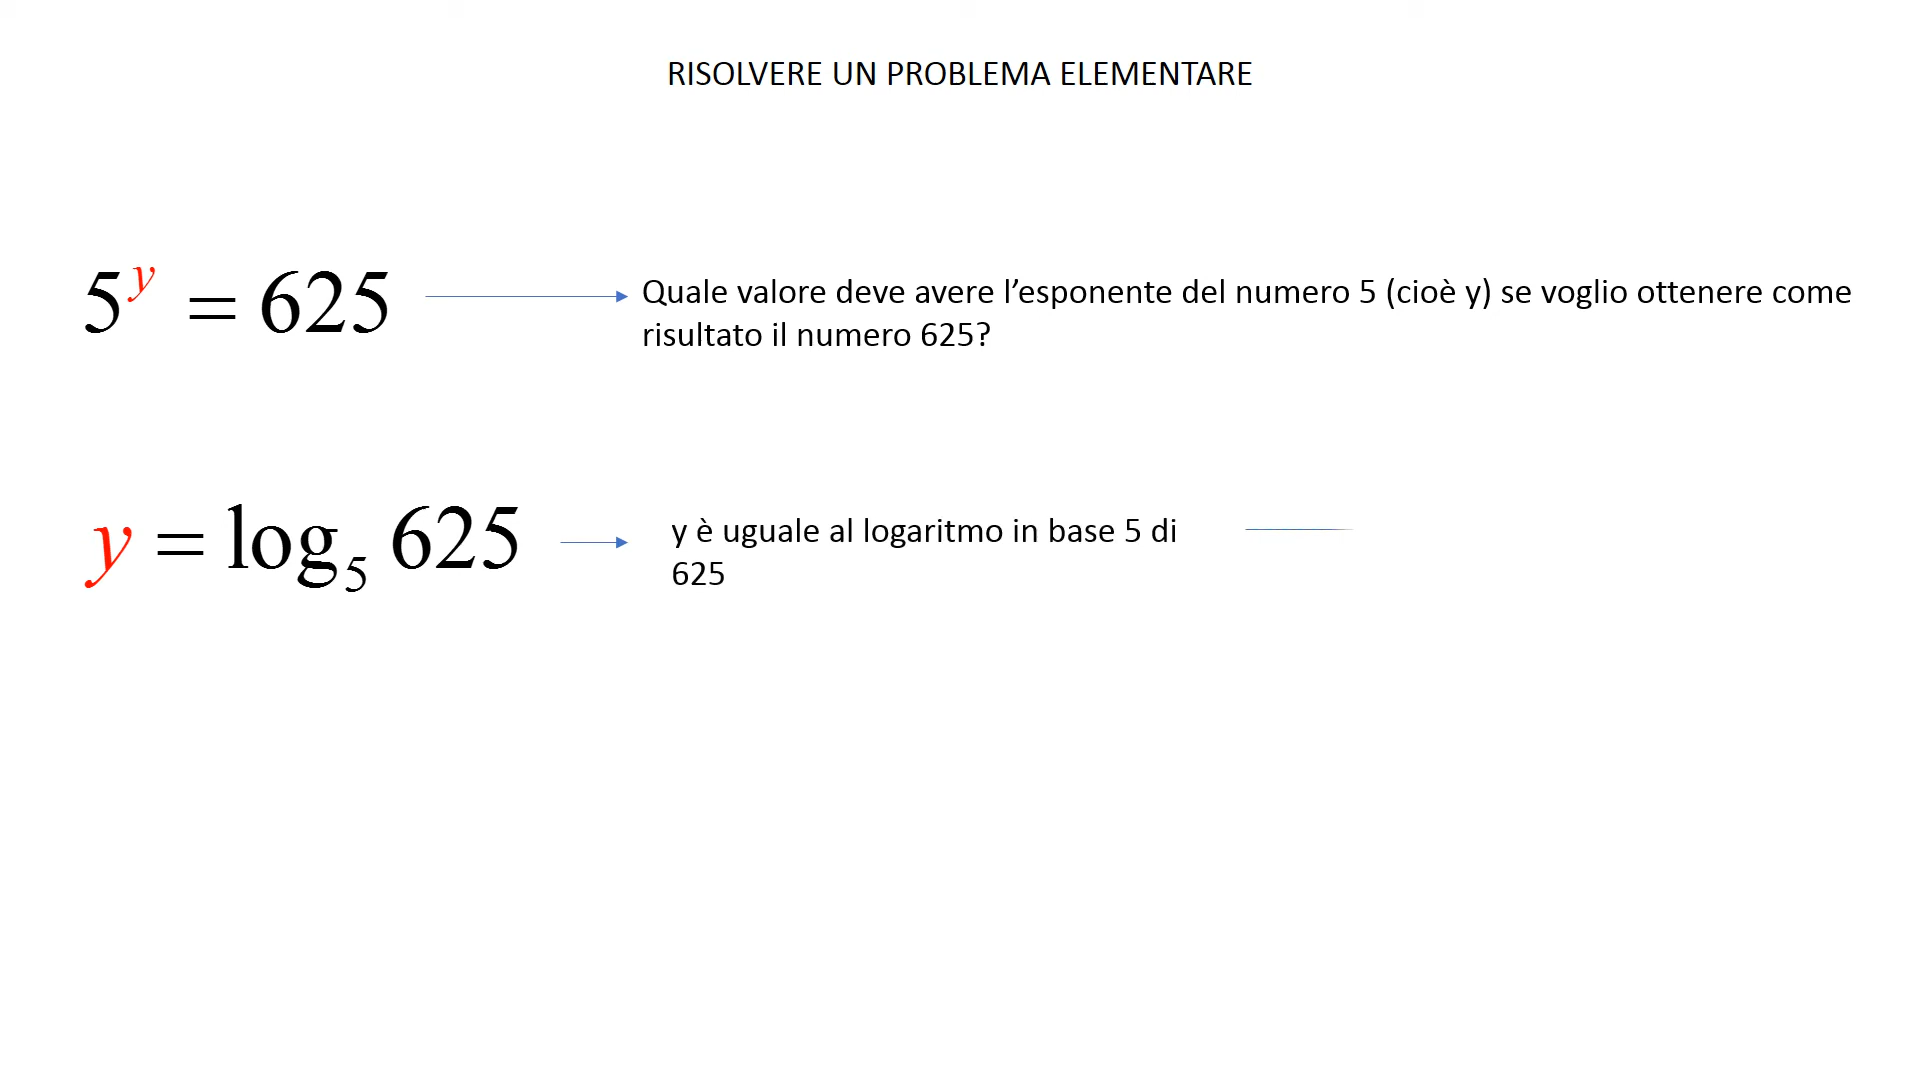 RISOLVERE UN PROBLEMA ELEMENTARE
5^y = 625
Quale valore deve avere l’esponente del numero 5 (cioè y) se voglio ottenere come
risultato il numero 625?
y = log₅ 625
y è uguale al logaritmo in base 5 di
625